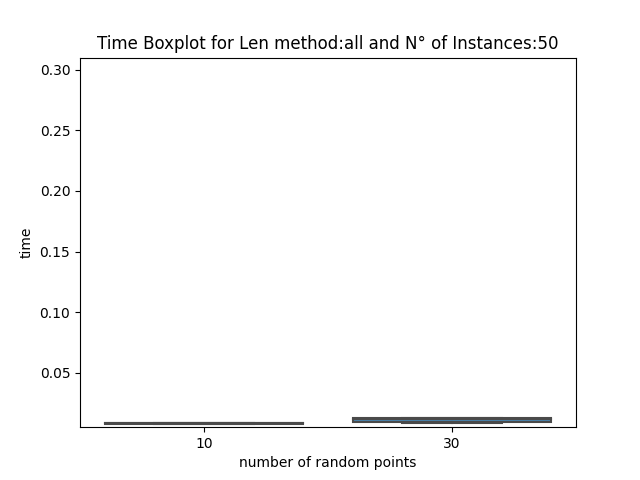 Time Boxplot for Len method:all and N° of Instances:50
0.30
0.25
0.20
0.15
0.10
0.05
time
10 30
number of random points